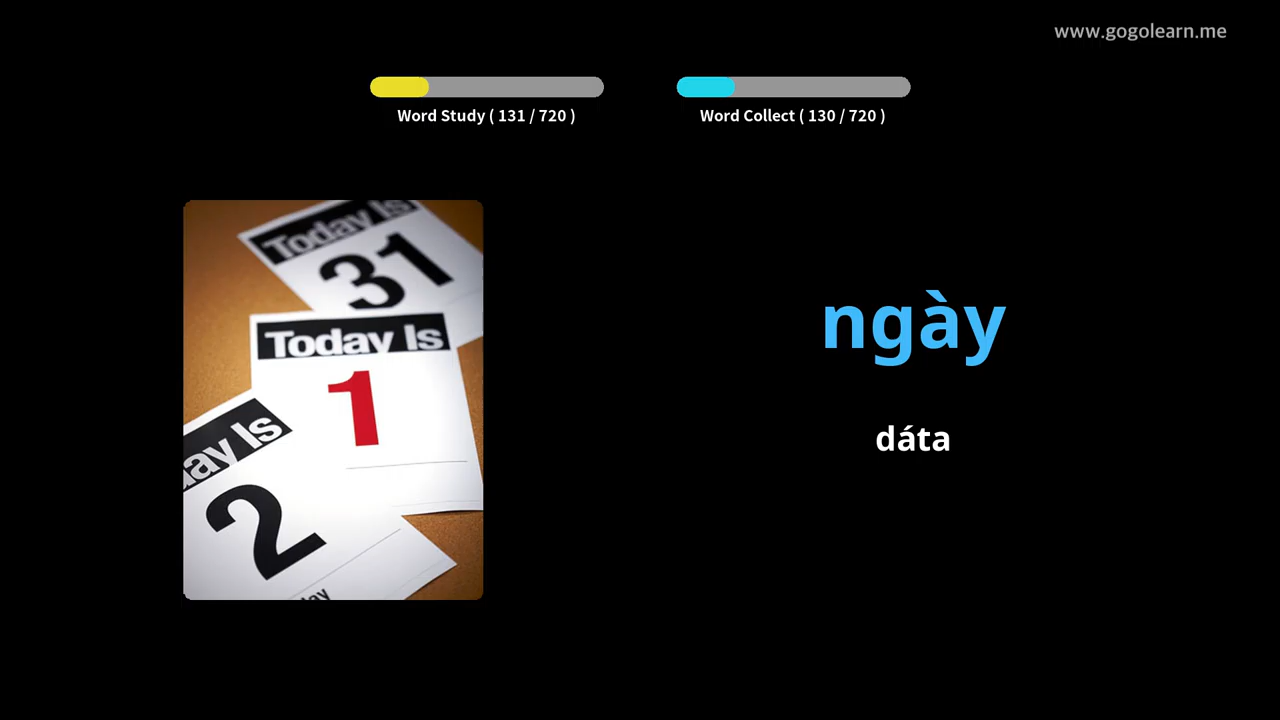 www.gogolearn.me
Word Study ( 131 / 720 )
Word Collect ( 130 / 720 )
Today Is
31
Today Is
1
ay Is
2
ngày
dáta